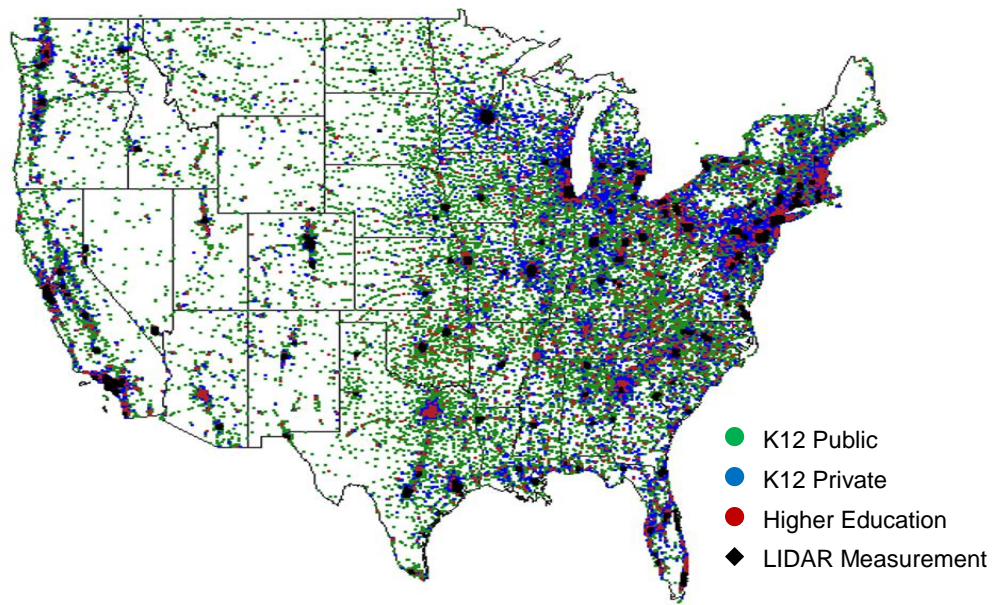 K12 Public
K12 Private
Higher Education
LIDAR Measurement